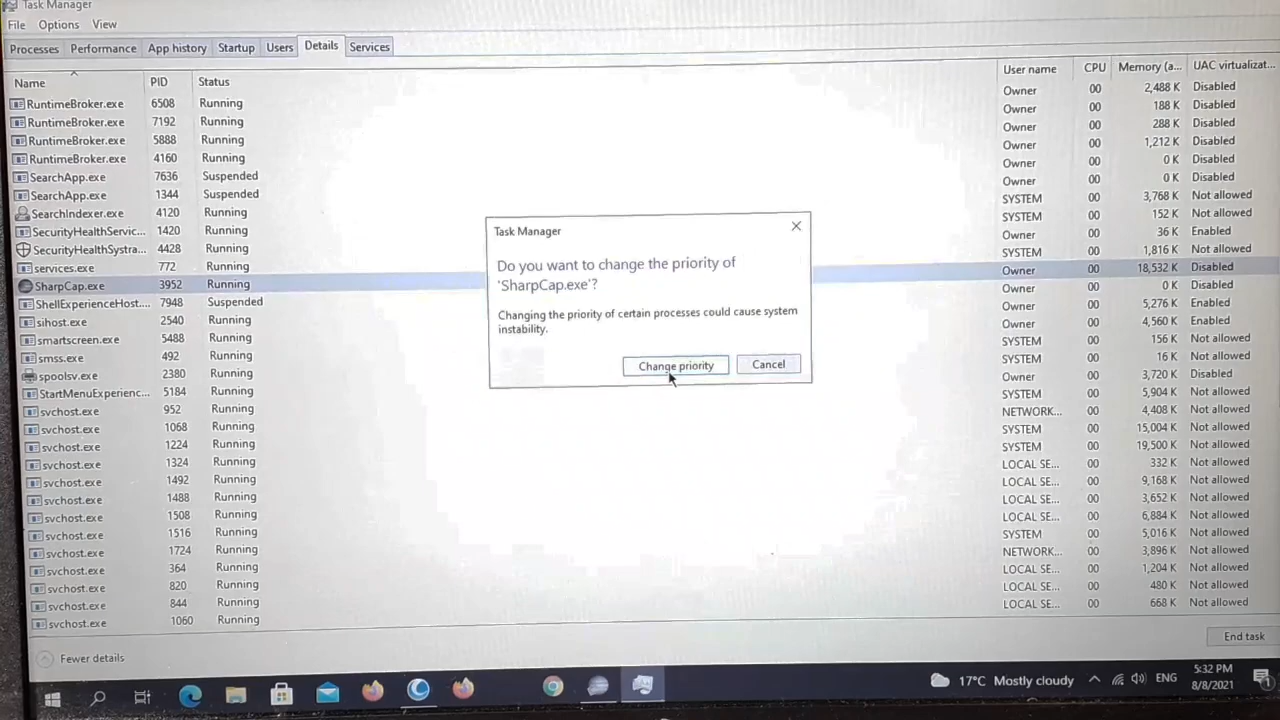 Task Manager
File Options View
Processes Performance App history Startup Users Details Services
Name PID Status User name CPU Memory (a... UAC virtualizat...
RuntimeBroker.exe 6508 Running Owner 00 2,488 K Disabled
RuntimeBroker.exe 7192 Running Owner 00 188 K Disabled
RuntimeBroker.exe 5888 Running Owner 00 288 K Disabled
RuntimeBroker.exe 4160 Running Owner 00 1,212 K Disabled
SearchApp.exe 7636 Suspended Owner 00 0 K Disabled
SearchApp.exe 1344 Suspended Owner 00 0 K Disabled
SearchIndexer.exe 4120 Running SYSTEM 00 3,768 K Not allowed
SecurityHealthServic... 1420 Running SYSTEM 00 152 K Not allowed
SecurityHealthSystra... 4428 Running Owner 00 36 K Enabled
services.exe 772 Running SYSTEM 00 1,816 K Not allowed
SharpCap.exe 3952 Running Owner 00 18,532 K Disabled
ShellExperienceHost.... 7948 Suspended Owner 00 0 K Disabled
sihost.exe 2540 Running Owner 00 5,276 K Enabled
smartscreen.exe 5488 Running Owner 00 4,560 K Enabled
smss.exe 492 Running SYSTEM 00 156 K Not allowed
spoolsv.exe 2380 Running SYSTEM 00 16 K Not allowed
StartMenuExperienc... 5184 Running Owner 00 3,720 K Disabled
svchost.exe 952 Running SYSTEM 00 5,904 K Not allowed
svchost.exe 1068 Running NETWORK... 00 4,408 K Not allowed
svchost.exe 1224 Running SYSTEM 00 15,004 K Not allowed
svchost.exe 1324 Running SYSTEM 00 19,500 K Not allowed
svchost.exe 1492 Running LOCAL SE... 00 332 K Not allowed
svchost.exe 1488 Running LOCAL SE... 00 9,168 K Not allowed
svchost.exe 1508 Running LOCAL SE... 00 3,652 K Not allowed
svchost.exe 1516 Running LOCAL SE... 00 6,884 K Not allowed
svchost.exe 1724 Running SYSTEM 00 5,016 K Not allowed
svchost.exe 364 Running NETWORK... 00 3,896 K Not allowed
svchost.exe 820 Running LOCAL SE... 00 1,204 K Not allowed
svchost.exe 844 Running LOCAL SE... 00 480 K Not allowed
svchost.exe 1060 Running LOCAL SE... 00 668 K Not allowed
Task Manager
Do you want to change the priority of
'SharpCap.exe'?
Changing the priority of certain processes could cause system
instability.
Change priority Cancel
Fewer details End task
17°C Mostly cloudy ENG 5:32 PM
8/8/2021
1